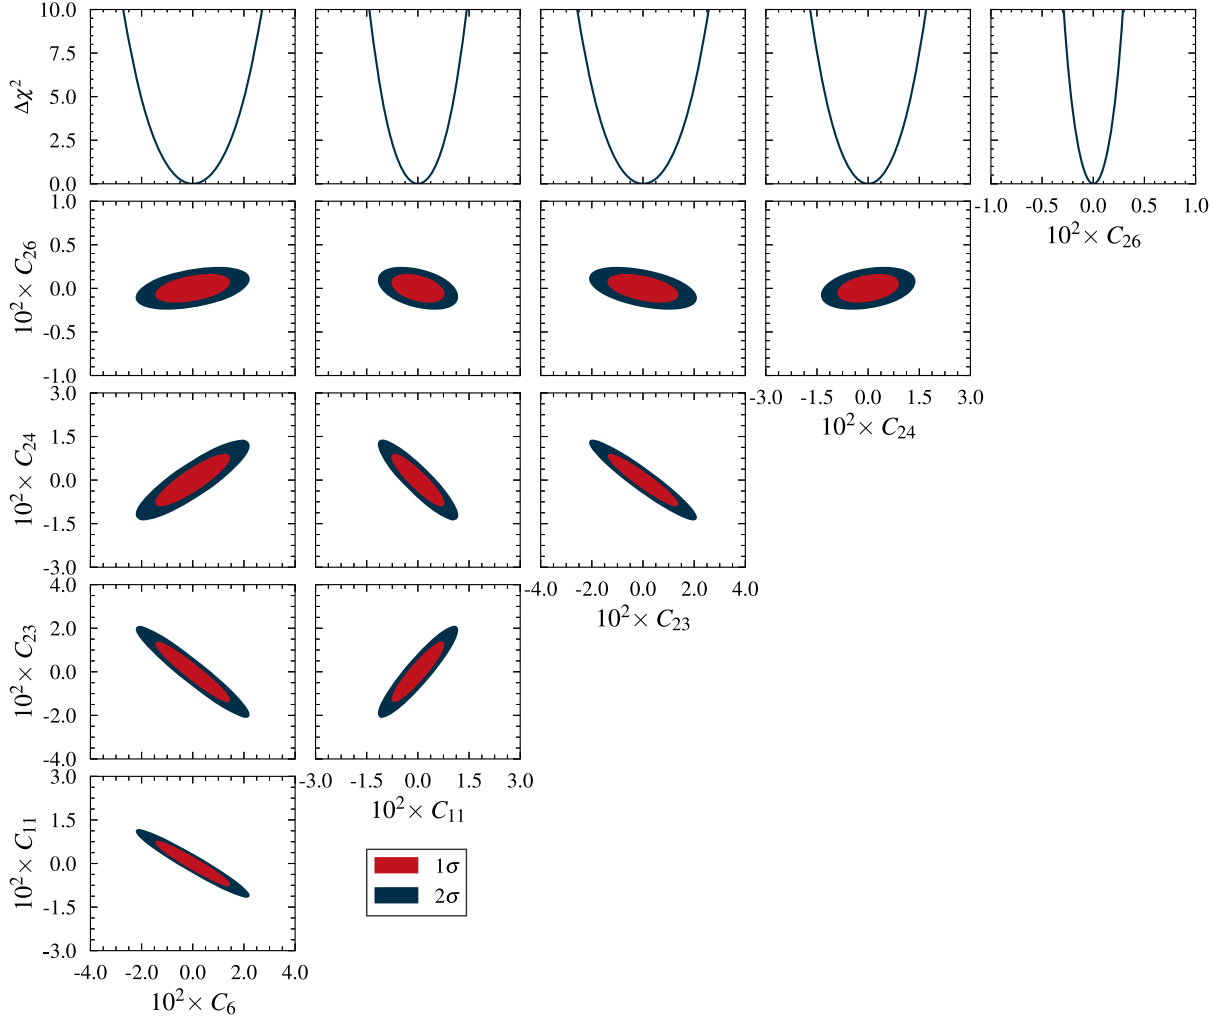 10.0
7.5
5.0
2.5
0.0
Δχ²
-1.0 -0.5 0.0 0.5 1.0
10² × C₂₆
1.0
0.5
0.0
-0.5
-1.0
10² × C₂₆
-3.0 -1.5 0.0 1.5 3.0
10² × C₂₄
3.0
1.5
0.0
-1.5
-3.0
10² × C₂₄
-4.0 -2.0 0.0 2.0 4.0
10² × C₂₃
4.0
2.0
0.0
-2.0
-4.0
10² × C₂₃
-3.0 -1.5 0.0 1.5 3.0
10² × C₁₁
3.0
1.5
0.0
-1.5
-3.0
10² × C₁₁
1σ
2σ
-4.0 -2.0 0.0 2.0 4.0
10² × C₆